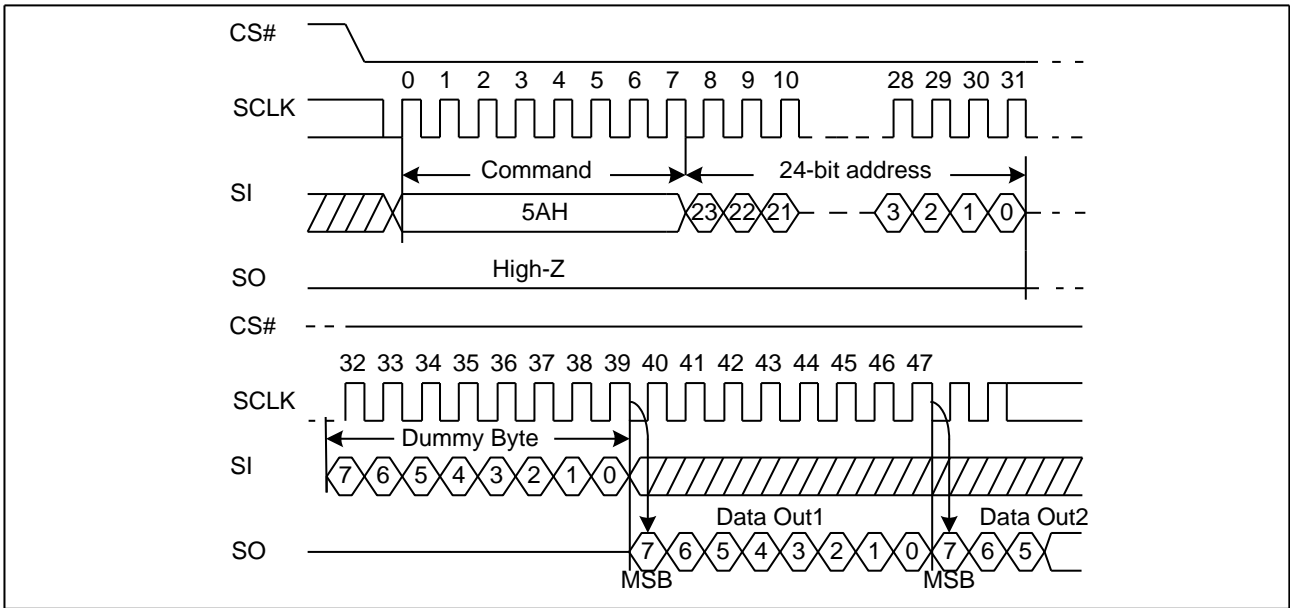 CS#
0 1 2 3 4 5 6 7 8 9 10 28 29 30 31
SCLK
Command 24-bit address
SI
5AH 23 22 21 3 2 1 0
High-Z
SO
CS#
32 33 34 35 36 37 38 39 40 41 42 43 44 45 46 47
SCLK
Dummy Byte
SI
7 6 5 4 3 2 1 0
Data Out1 Data Out2
SO
7 6 5 4 3 2 1 0 7 6 5
MSB MSB